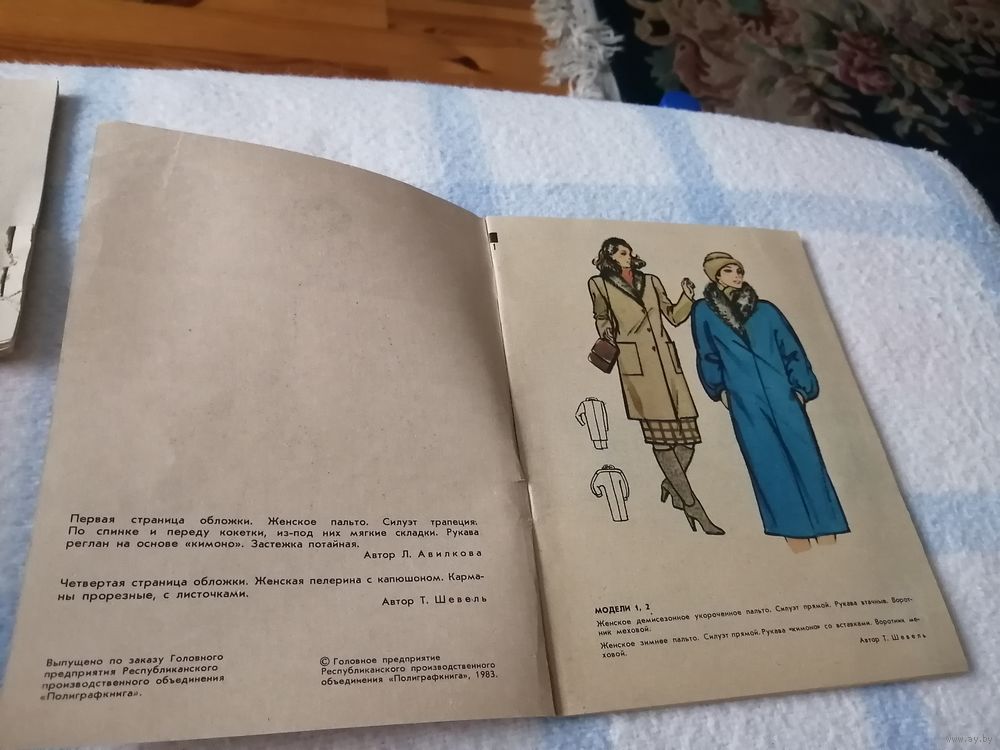 Первая страница обложки. Женское пальто. Силуэт трапеция.
По спинке и переду кокетки, из-под них мягкие складки. Рукава
реглан на основе «кимоно». Застежка потайная.
Автор Л. Авилкова
Четвертая страница обложки. Женская пелерина с капюшоном. Карма-
ны прорезные, с листочками.
Автор Т. Шевель
Выпущено по заказу Головного
предприятия Республиканского
производственного объединения
«Полиграфкнига».
© Головное предприятие
Республиканского производственного
объединения «Полиграфкнига», 1983.
1
МОДЕЛИ 1, 2
Женское демисезонное укороченное пальто. Силуэт прямой. Рукава втачные. Ворот-
ник меховой.
Женское зимнее пальто. Силуэт прямой. Рукава «кимоно» со вставками. Воротник ме-
ховой.
Автор Т. Шевель
www.ay.by